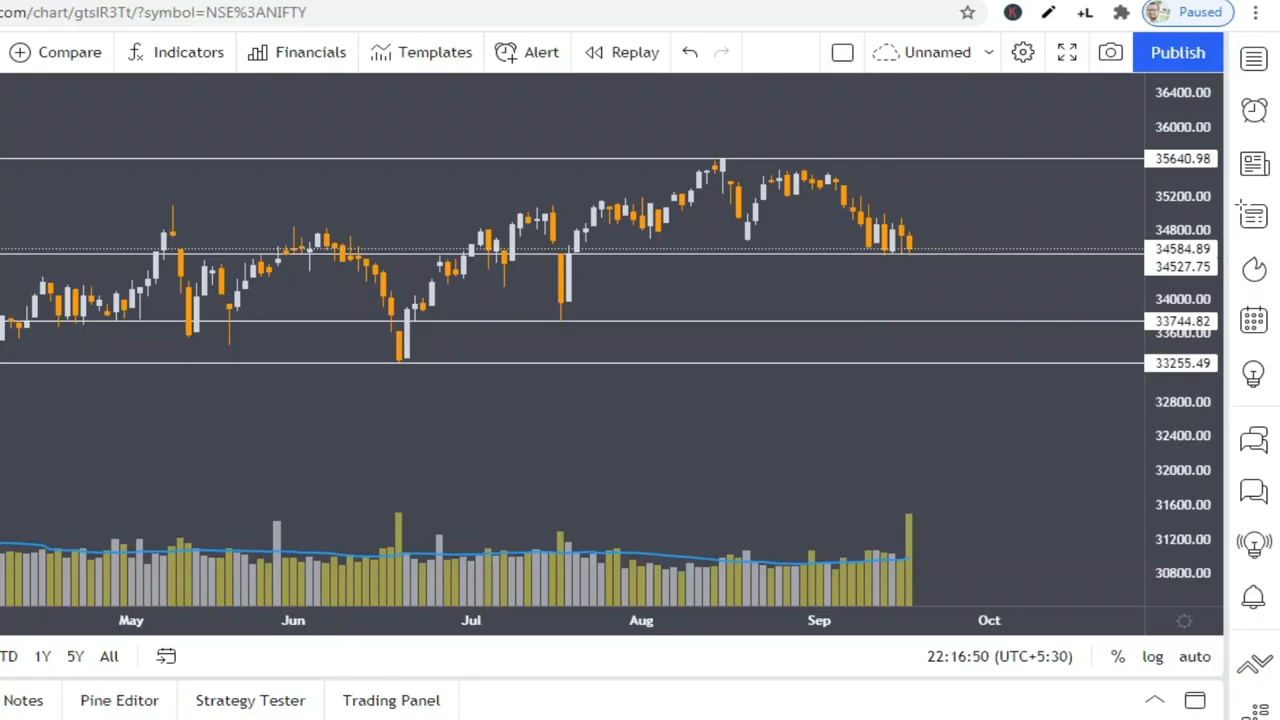 com/chart/gtslR3Tt/?symbol=NSE%3ANIFTY
K
+L
Paused
Compare
Indicators
Financials
Templates
Alert
Replay
Unnamed
Publish
36400.00
36000.00
35640.98
35200.00
34800.00
34584.89
34527.75
34000.00
33744.82
33600.00
33255.49
32800.00
32400.00
32000.00
31600.00
31200.00
30800.00
May Jun Jul Aug Sep Oct
TD 1Y 5Y All
22:16:50 (UTC+5:30) % log auto
Notes Pine Editor Strategy Tester Trading Panel